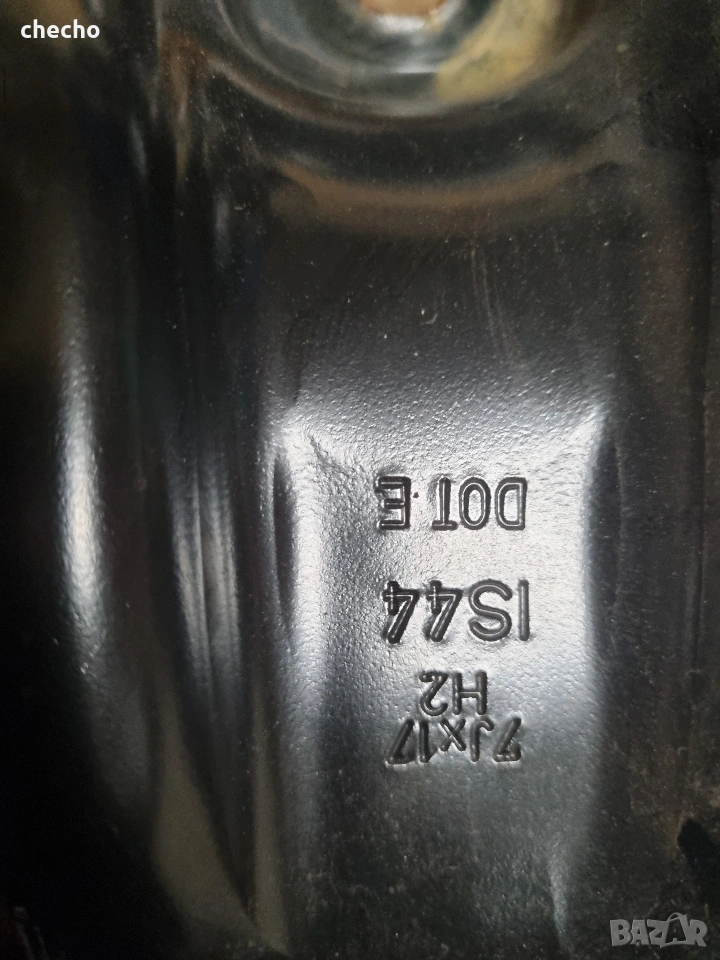 checho
7Jx17
H2
IS44
DOT E
BAZAR